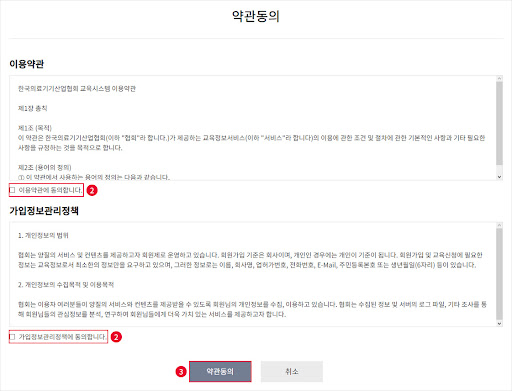 약관동의
이용약관
한국의료기기산업협회 교육시스템 이용약관
제1장 총칙
제1조 (목적)
이 약관은 한국의료기기산업협회(이하 "협회"라 합니다.)가 제공하는 교육정보서비스(이하 "서비스"라 합니다)의 이용에 관한 조건 및 절차에 관한 기본적인 사항과 기타 필요한
사항을 규정하는 것을 목적으로 합니다.
제2조 (용어의 정의)
① 이 약관에서 사용하는 용어의 정의는 다음과 같습니다.
이용약관에 동의합니다. 2
가입정보관리정책
1. 개인정보의 범위
협회는 양질의 서비스 및 컨텐츠를 제공하고자 회원제로 운영하고 있습니다. 회원가입 기준은 회사이며, 개인인 경우에는 개인이 기준이 됩니다. 회원가입 및 교육신청에 필요한
정보는 교육정보로서 최소한의 정보만을 요구하고 있으며, 그러한 정보로는 이름, 회사명, 업허가번호, 전화번호, E-Mail, 주민등록본호 또는 생년월일(6자리) 등이 있습니다.
2. 개인정보의 수집목적 및 이용목적
협회는 이용자 여러분들이 양질의 서비스와 컨텐츠를 제공받을 수 있도록 회원님의 개인정보를 수집, 이용하고 있습니다. 협회는 수집된 정보 및 서버의 로그 파일, 기타 조사를 통
해 회원님들의 관심정보를 분석, 연구하여 회원님들에게 더욱 가치 있는 서비스를 제공하고자 합니다.
가입정보관리정책에 동의합니다. 2
3 약관동의 취소